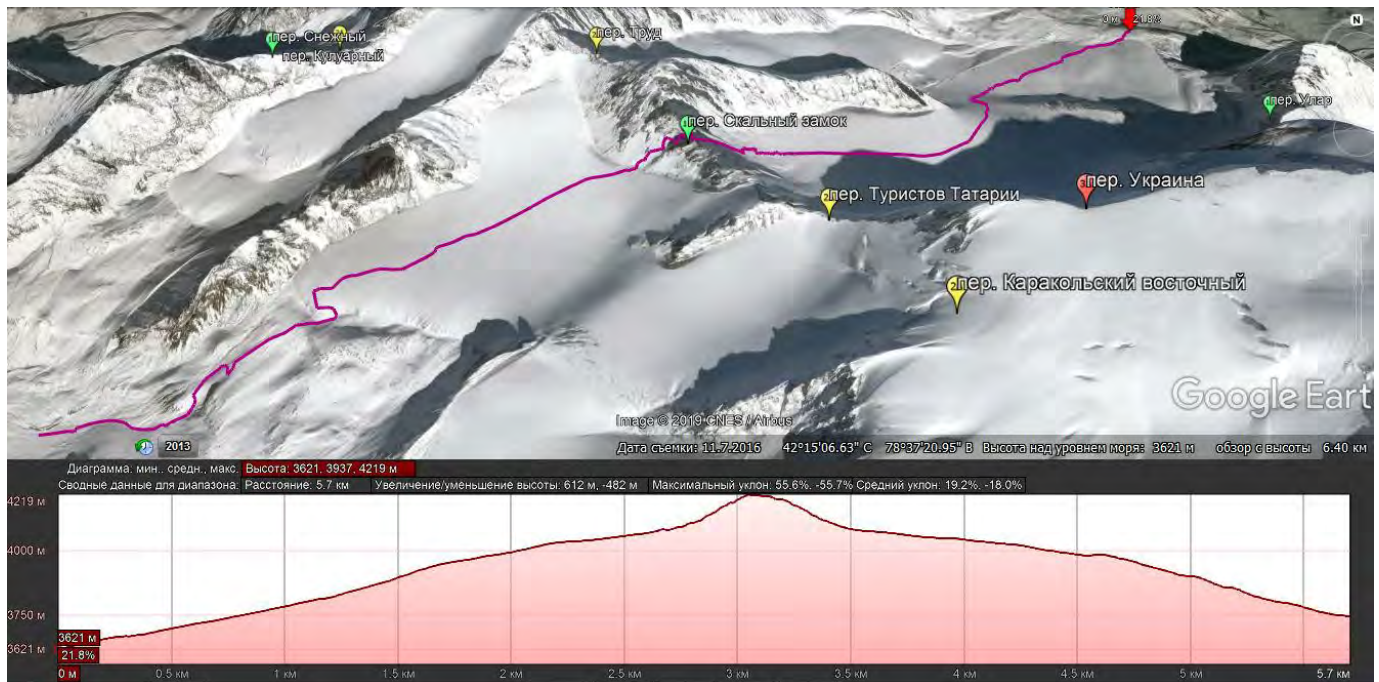 0 м 21.8%
N
пер. Снежный
пер. Кулуарный
пер. Труд
пер. Улар
пер. Скальный замок
пер. Украина
пер. Туристов Татарии
пер. Каракольский восточный
Google Eart
Image © 2019 CNES / Airbus
2013
Дата съемки: 11.7.2016 42°15'06.63" С 78°37'20.95" В Высота над уровнем моря: 3621 м обзор с высоты 6.40 км
Диаграмма: мин., средн., макс. Высота: 3621, 3937, 4219 м
Сводные данные для диапазона: Расстояние: 5.7 км Увеличение/уменьшение высоты: 612 м, -482 м Максимальный уклон: 55.6%, -55.7% Средний уклон: 19.2%, -18.0%
4219 м
4000 м
3750 м
3621 м
3621 м
21.8%
0 м 0.5 км 1 км 1.5 км 2 км 2.5 км 3 км 3.5 км 4 км 4.5 км 5 км 5.7 км